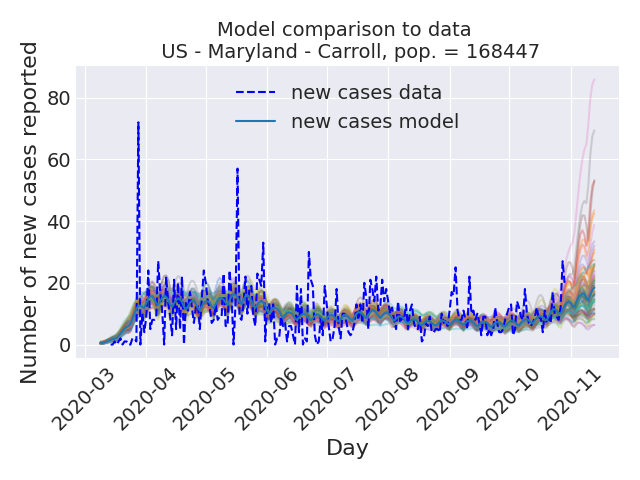 Model comparison to data
US - Maryland - Carroll, pop. = 168447
new cases data
new cases model
Number of new cases reported
80
60
40
20
0
2020-03
2020-04
2020-05
2020-06
2020-07
2020-08
2020-09
2020-10
2020-11
Day